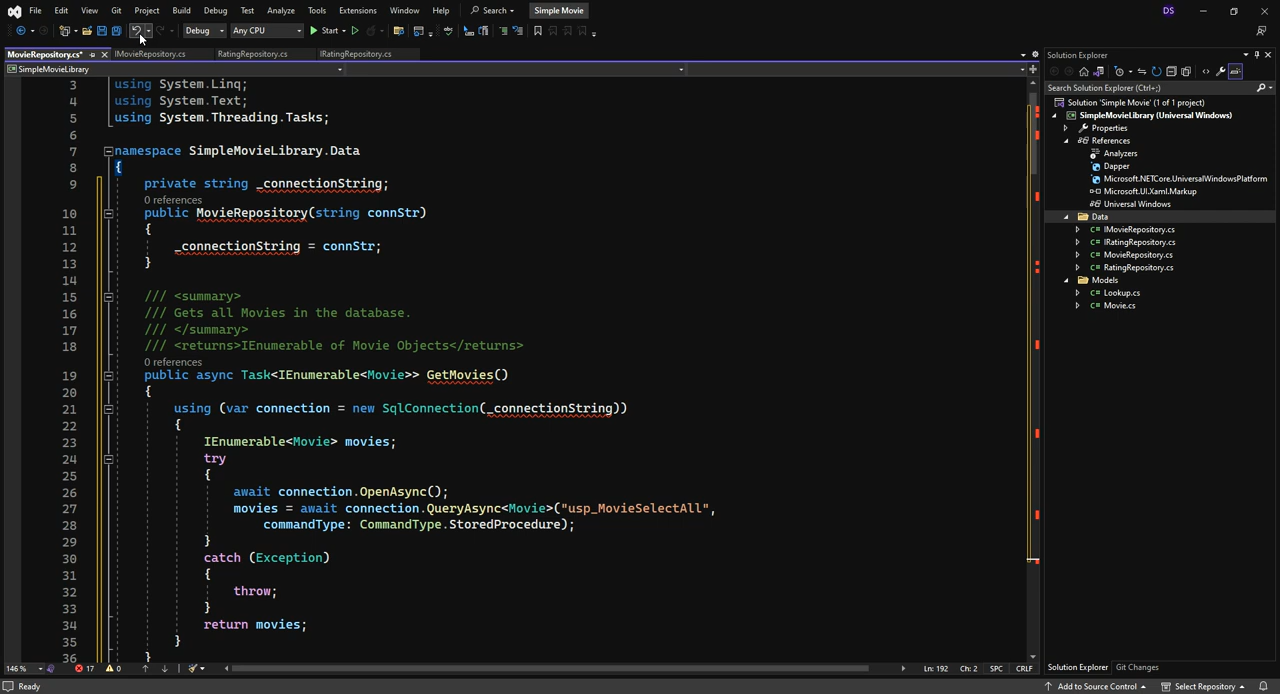 File Edit View Git Project Build Debug Test Analyze Tools Extensions Window Help Search Simple Movie DS
Debug Any CPU Start
MovieRepository.cs* IMovieRepository.cs RatingRepository.cs IRatingRepository.cs
SimpleMovieLibrary
3 using System.Linq;
4 using System.Text;
5 using System.Threading.Tasks;
6
7 namespace SimpleMovieLibrary.Data
8 {
9 private string _connectionString;
0 references
10 public MovieRepository(string connStr)
11 {
12 _connectionString = connStr;
13 }
14
15 /// <summary>
16 /// Gets all Movies in the database.
17 /// </summary>
18 /// <returns>IEnumerable of Movie Objects</returns>
0 references
19 public async Task<IEnumerable<Movie>> GetMovies()
20 {
21 using (var connection = new SqlConnection(_connectionString))
22 {
23 IEnumerable<Movie> movies;
24 try
25 {
26 await connection.OpenAsync();
27 movies = await connection.QueryAsync<Movie>("usp_MovieSelectAll",
28 commandType: CommandType.StoredProcedure);
29 }
30 catch (Exception)
31 {
32 throw;
33 }
34 return movies;
35 }
36 }
146 % 17 0 Ln: 192 Ch: 2 SPC CRLF
Solution Explorer
Search Solution Explorer (Ctrl+;)
Solution 'Simple Movie' (1 of 1 project)
SimpleMovieLibrary (Universal Windows)
Properties
References
Analyzers
Dapper
Microsoft.NETCore.UniversalWindowsPlatform
Microsoft.UI.Xaml.Markup
Universal Windows
Data
IMovieRepository.cs
IRatingRepository.cs
MovieRepository.cs
RatingRepository.cs
Models
Lookup.cs
Movie.cs
Solution Explorer Git Changes
Ready Add to Source Control Select Repository